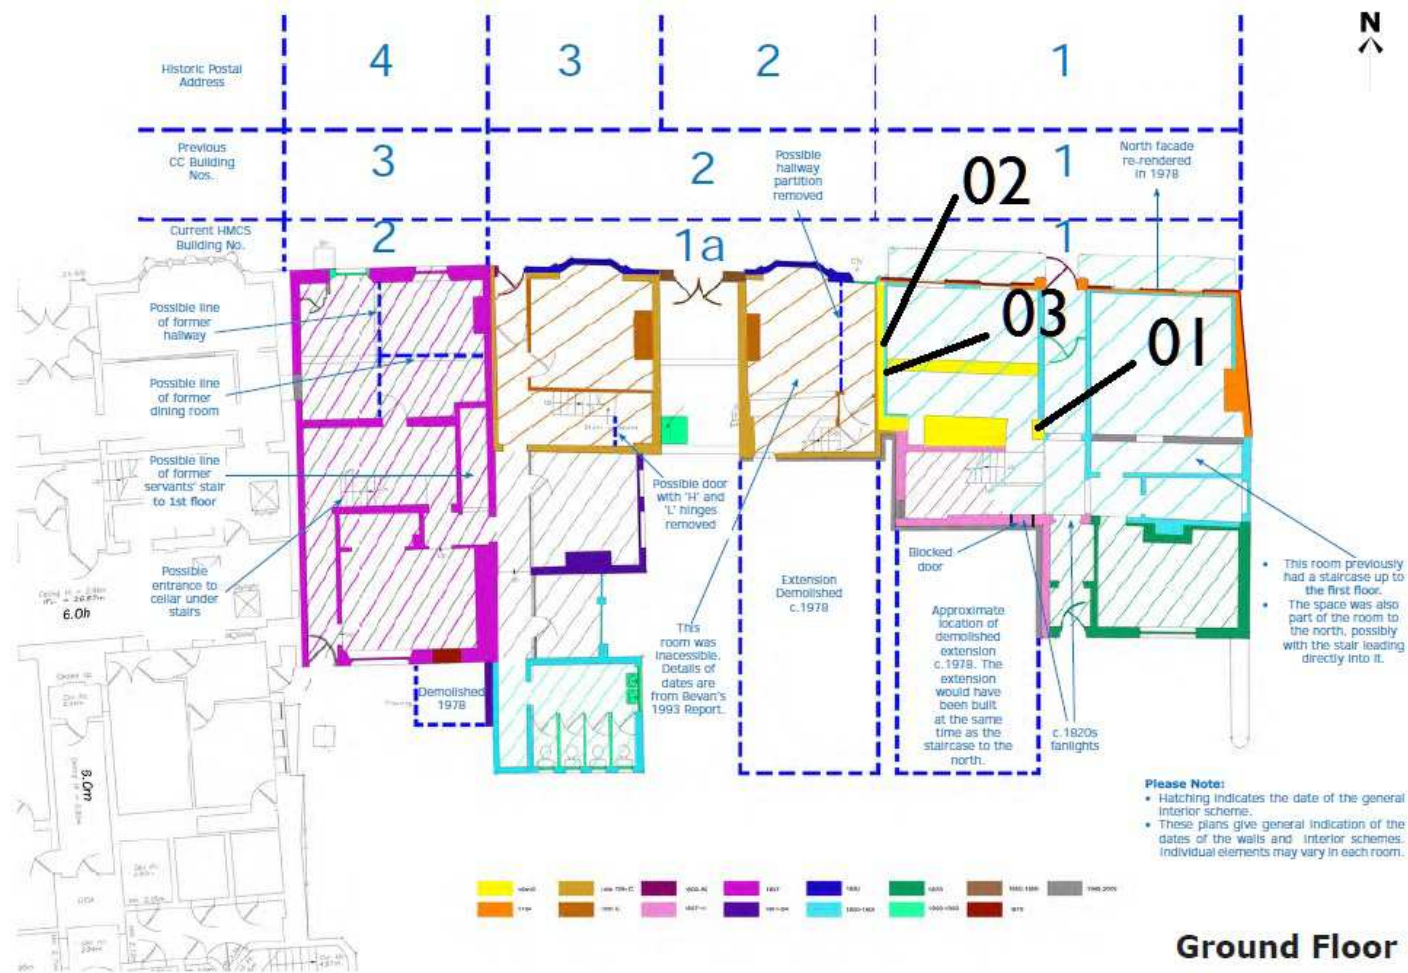 N
Historic Postal
Address
4
3
2
1
Previous
CC Building
Nos.
3
2
1
Possible
hallway
partition
removed
North facade
re-rendered
in 1978
02
Current HMCS
Building No.
2
1a
1
03
01
Possible line
of former
hallway
Possible line
of former
dining room
Possible line
of former
servants' stair
to 1st floor
Possible
entrance to
cellar under
stairs
Possible door
with 'H' and
'L' hinges
removed
This
room was
inacessible.
Details of
dates are
from Bevan's
1993 Report.
Extension
Demolished
c.1978
Blocked
door
Approximate
location of
demolished
extension
c.1978. The
extension
would have
been built
at the same
time as the
staircase to the
north.
c.1820s
fanlights
• This room previously
had a staircase up to
the first floor.
• The space was also
part of the room to
the north, possibly
with the stair leading
directly into it.
Demolished
1978
6.0h
6.0m
Please Note:
• Hatching indicates the date of the general
interior scheme.
• These plans give general indication of the
dates of the walls and interior schemes.
Individual elements may vary in each room.
Ground Floor